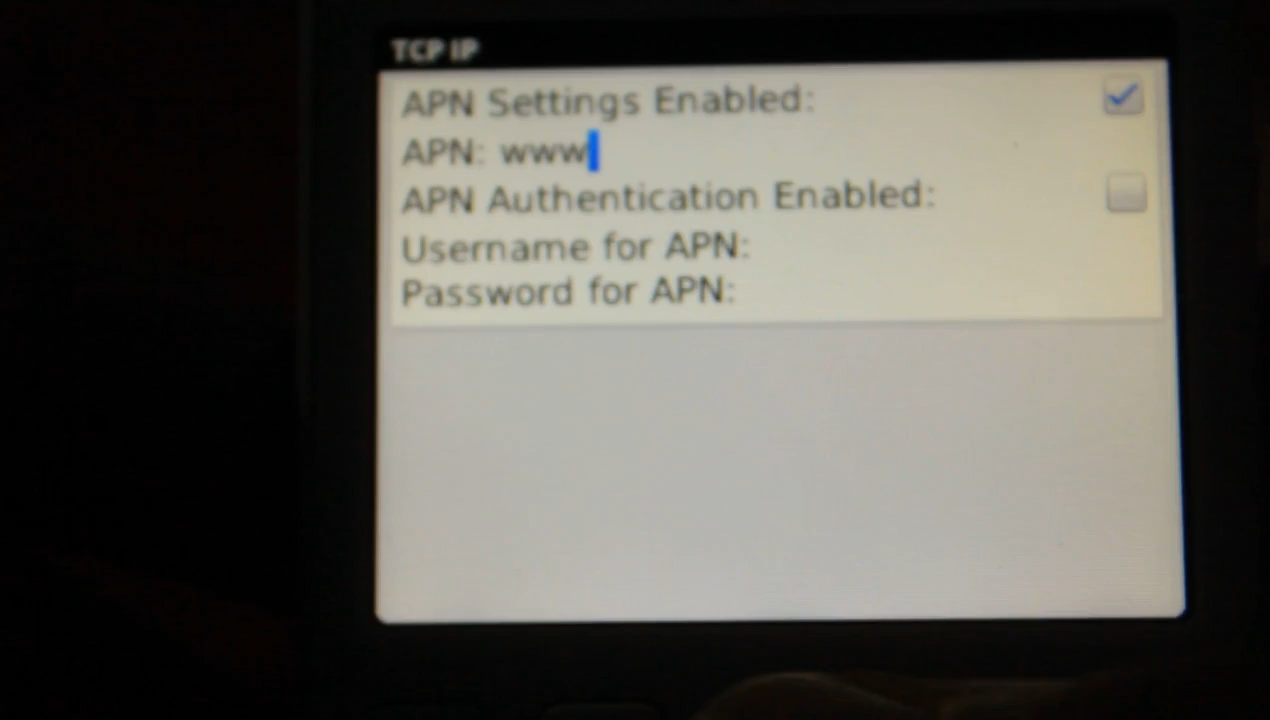 TCP IP
APN Settings Enabled:
APN: www
APN Authentication Enabled:
Username for APN:
Password for APN: